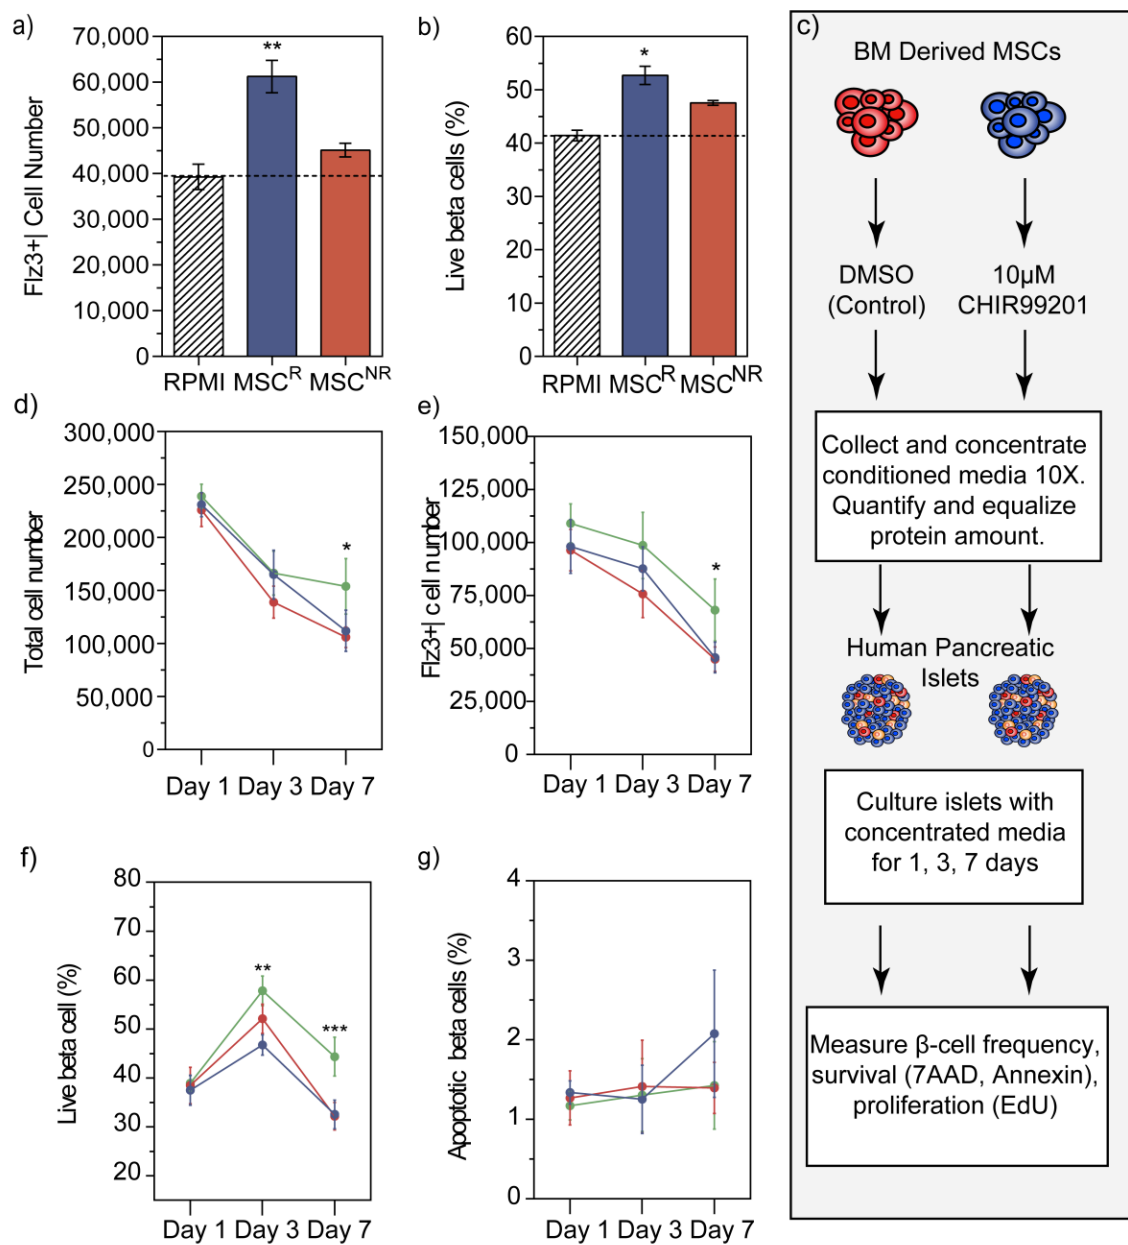 a)
70,000
60,000
50,000
40,000
30,000
20,000
10,000
0
Flz3+| Cell Number
**
RPMI MSC^R MSC^NR
b)
60
50
40
30
40
10
0
Live beta cells (%)
*
RPMI MSC^R MSC^NR
c)
BM Derived MSCs
DMSO
(Control)
10µM
CHIR99201
Collect and concentrate
conditioned media 10X.
Quantify and equalize
protein amount.
Human Pancreatic
Islets
Culture islets with
concentrated media
for 1, 3, 7 days
Measure β-cell frequency,
survival (7AAD, Annexin),
proliferation (EdU)
d)
300,000
250,000
200,000
150,000
100,000
50,000
0
Total cell number
*
Day 1 Day 3 Day 7
e)
150,000
125,000
100,000
75,000
50,000
25,000
0
Flz3+| cell number
*
Day 1 Day 3 Day 7
f)
80
70
60
50
40
30
20
Live beta cell (%)
**
***
Day 1 Day 3 Day 7
g)
4
3
2
1
0
Apoptotic beta cells (%)
Day 1 Day 3 Day 7